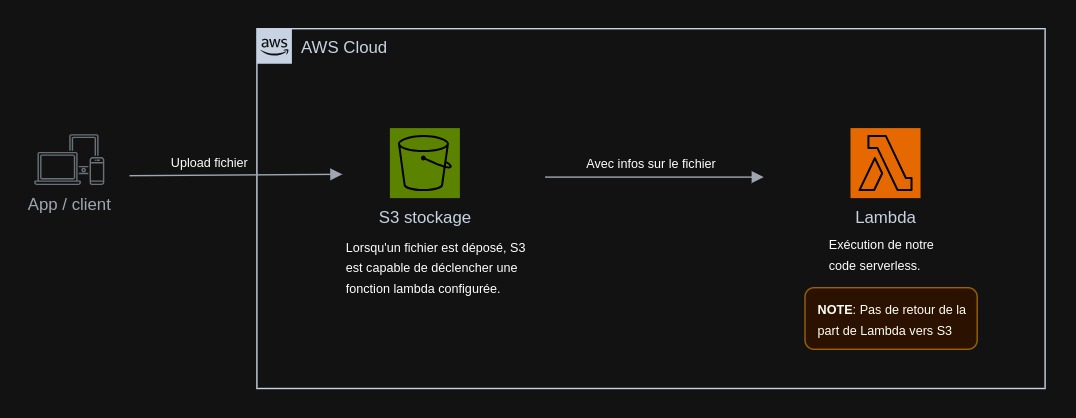 aws
AWS Cloud
Upload fichier
App / client
S3 stockage
Lorsqu'un fichier est déposé, S3
est capable de déclencher une
fonction lambda configurée.
Avec infos sur le fichier
Lambda
Exécution de notre
code serverless.
NOTE: Pas de retour de la
part de Lambda vers S3